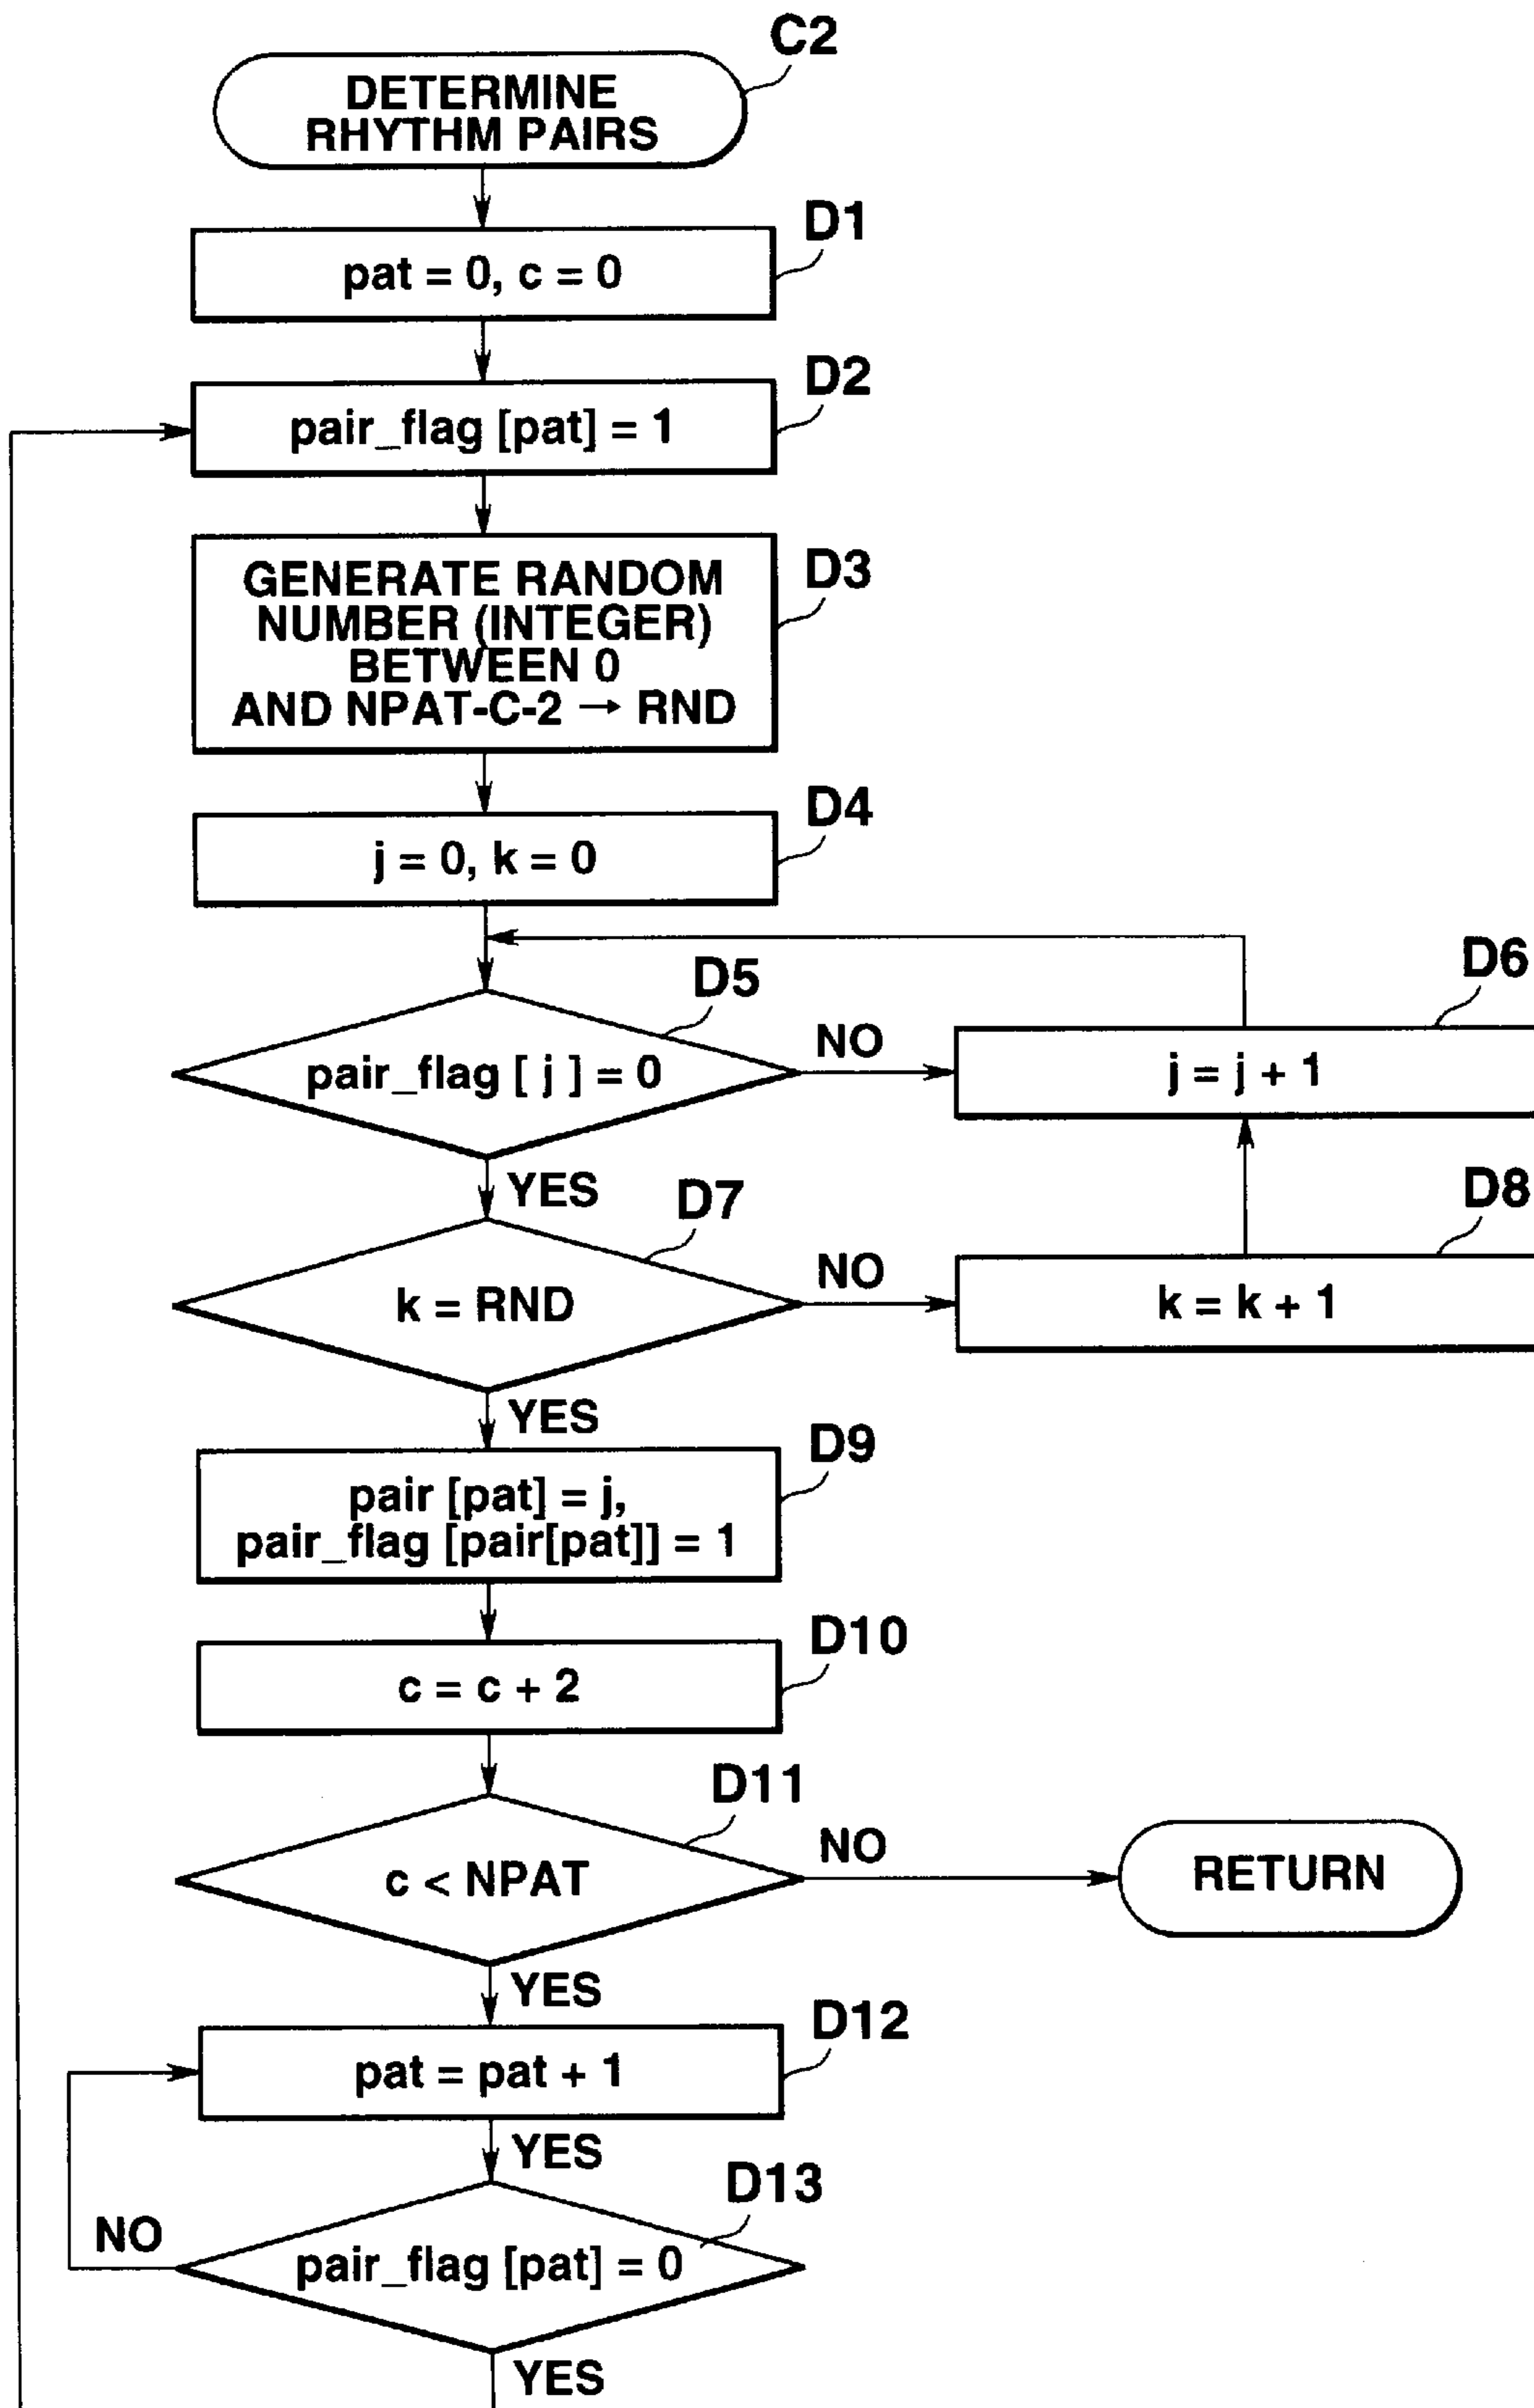 C2
DETERMINE
RHYTHM PAIRS
D1
pat = 0, c = 0
D2
pair_flag [pat] = 1
D3
GENERATE RANDOM
NUMBER (INTEGER)
BETWEEN 0
AND NPAT-C-2 → RND
D4
j = 0, k = 0
D5
pair_flag [ j ] = 0
NO
D6
j = j + 1
YES
D7
k = RND
NO
D8
k = k + 1
YES
D9
pair [pat] = j,
pair_flag [pair[pat]] = 1
D10
c = c + 2
D11
c < NPAT
NO
RETURN
YES
D12
pat = pat + 1
YES
D13
NO
pair_flag [pat] = 0
YES